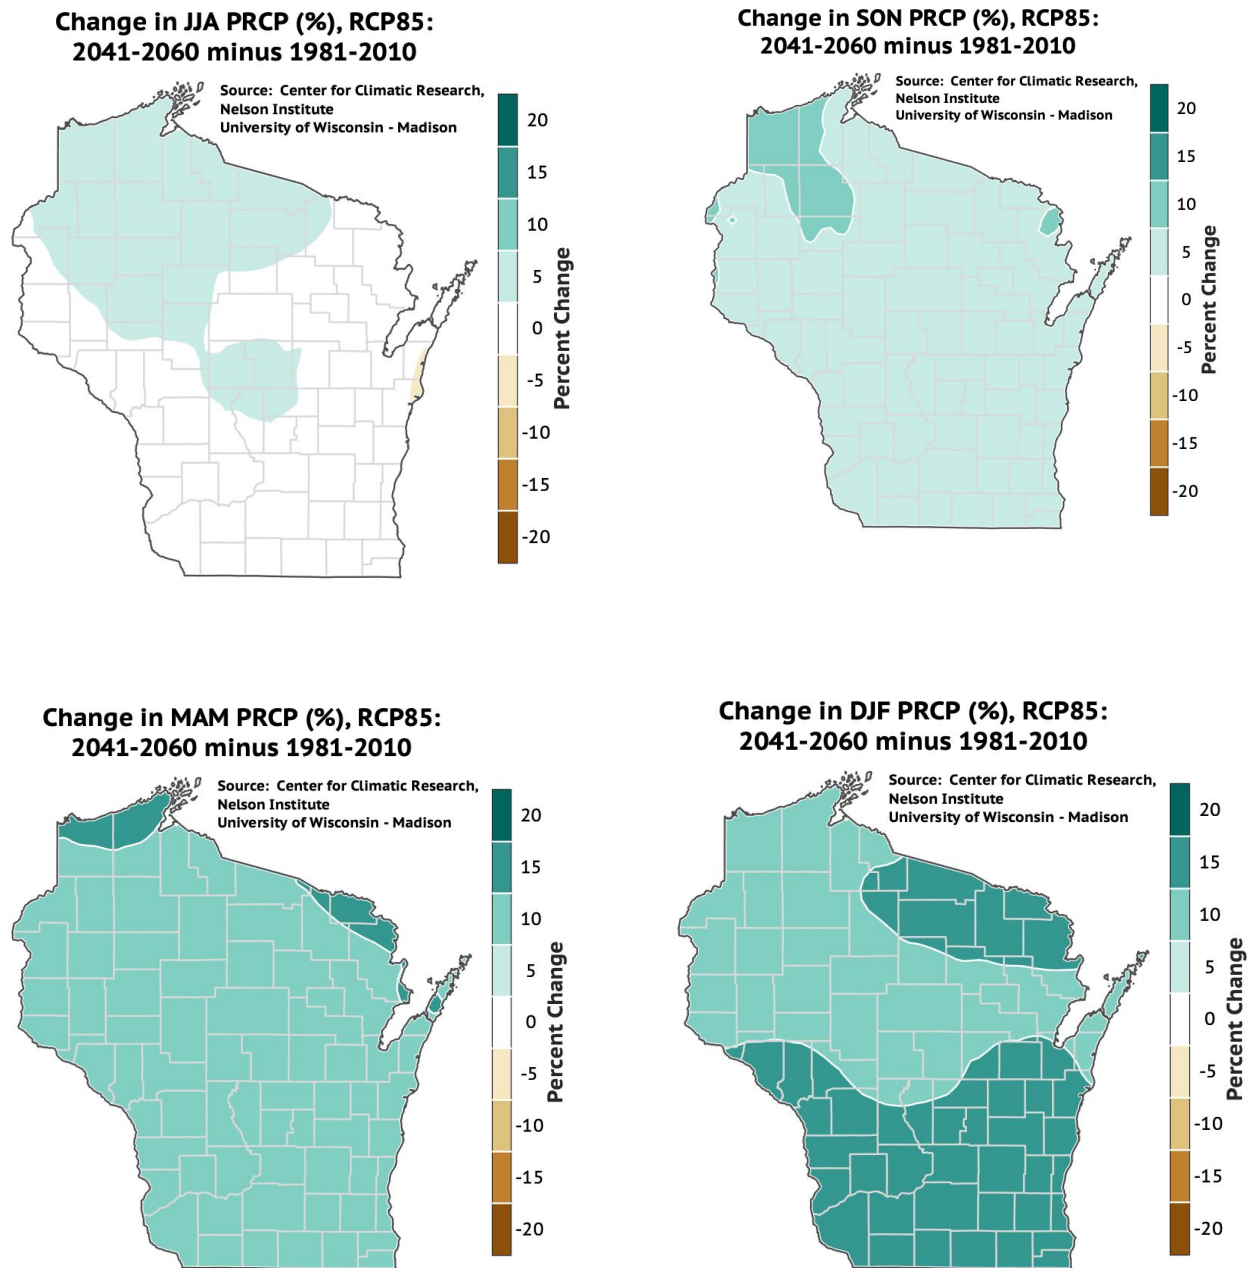 Change in JJA PRCP (%), RCP85:
2041-2060 minus 1981-2010
Source:  Center for Climatic Research,
Nelson Institute
University of Wisconsin - Madison
20
15
10
5
0
-5
-10
-15
-20
Percent Change
Change in SON PRCP (%), RCP85:
2041-2060 minus 1981-2010
Source:  Center for Climatic Research,
Nelson Institute
University of Wisconsin - Madison
20
15
10
5
0
-5
-10
-15
-20
Percent Change
Change in MAM PRCP (%), RCP85:
2041-2060 minus 1981-2010
Source:  Center for Climatic Research,
Nelson Institute
University of Wisconsin - Madison
20
15
10
5
0
-5
-10
-15
-20
Percent Change
Change in DJF PRCP (%), RCP85:
2041-2060 minus 1981-2010
Source:  Center for Climatic Research,
Nelson Institute
University of Wisconsin - Madison
20
15
10
5
0
-5
-10
-15
-20
Percent Change